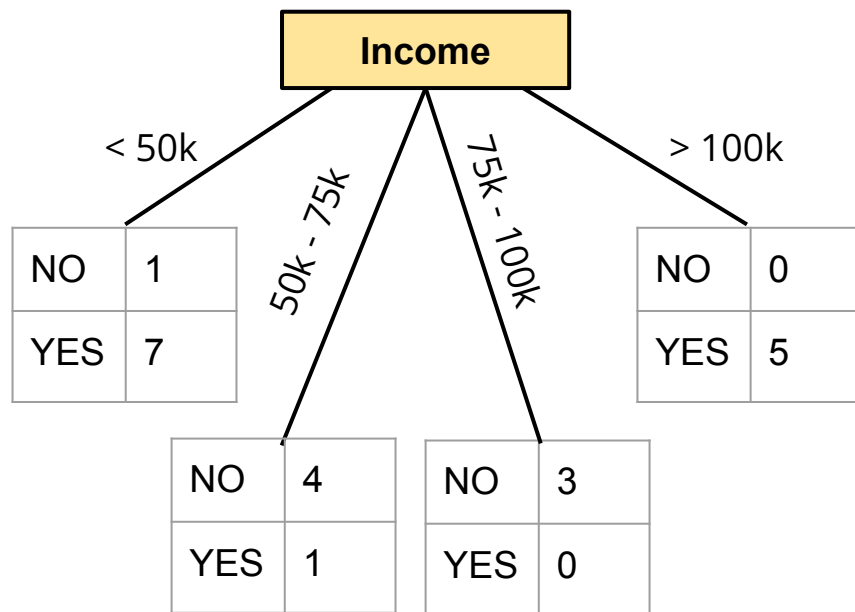 Income
< 50k
50k - 75k
75k - 100k
> 100k
NO 1
YES 7
NO 0
YES 5
NO 4
YES 1
NO 3
YES 0